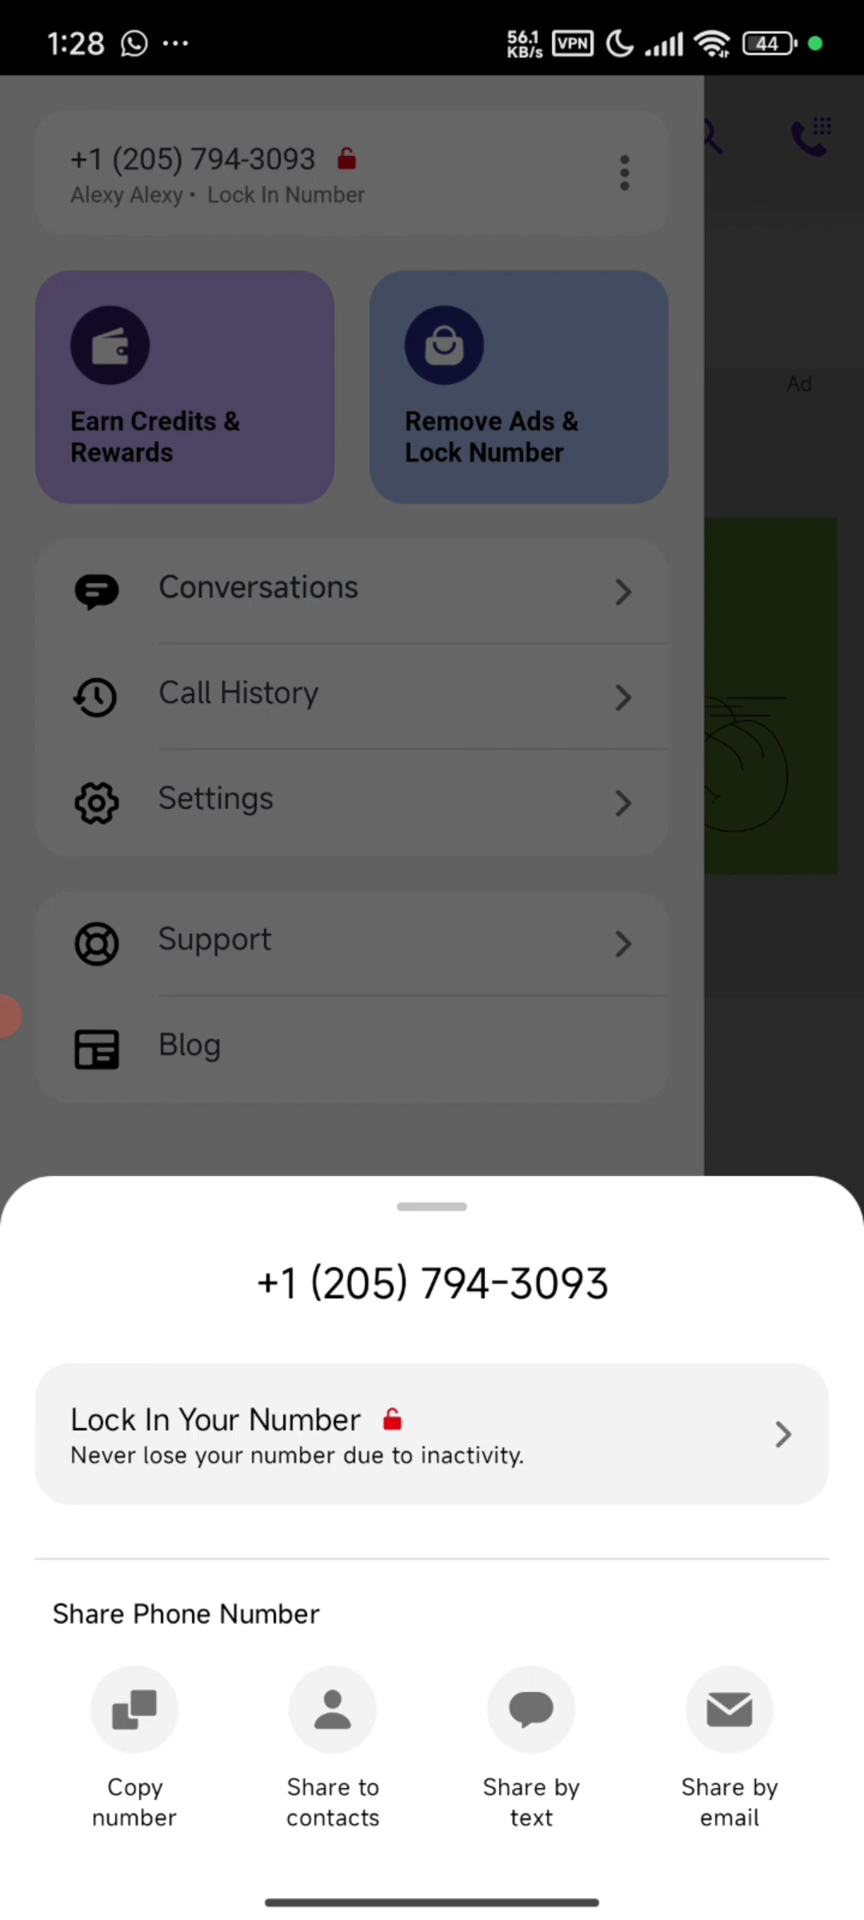 1:28
56.1
KB/s
VPN
44
+1 (205) 794-3093
Alexy Alexy • Lock In Number
Ad
Earn Credits &
Rewards
Remove Ads &
Lock Number
Conversations
Call History
Settings
Support
Blog
+1 (205) 794-3093
Lock In Your Number
Never lose your number due to inactivity.
Share Phone Number
Copy
number
Share to
contacts
Share by
text
Share by
email